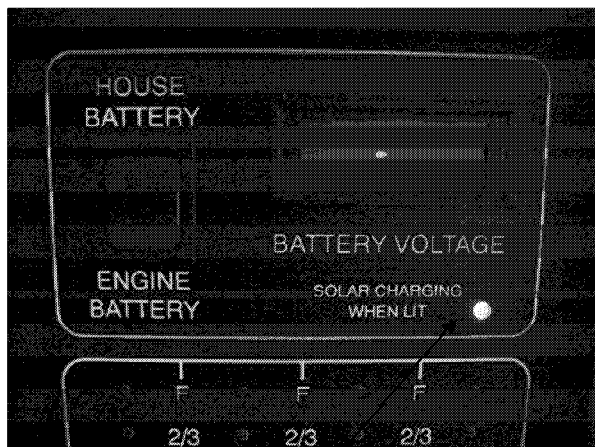 HOUSE
BATTERY
BATTERY VOLTAGE
ENGINE
BATTERY
SOLAR CHARGING
WHEN LIT
F F F
2/3 2/3 2/3